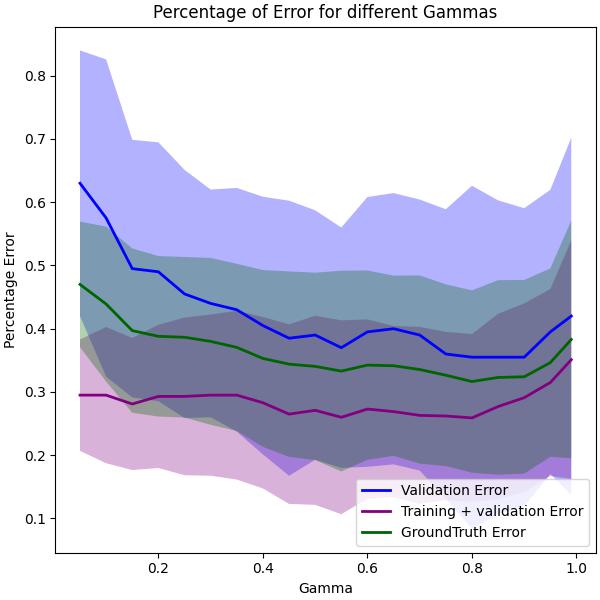 Percentage of Error for different Gammas
Percentage Error
0.8
0.7
0.6
0.5
0.4
0.3
0.2
0.1
Validation Error
Training + validation Error
GroundTruth Error
0.2 0.4 0.6 0.8 1.0
Gamma